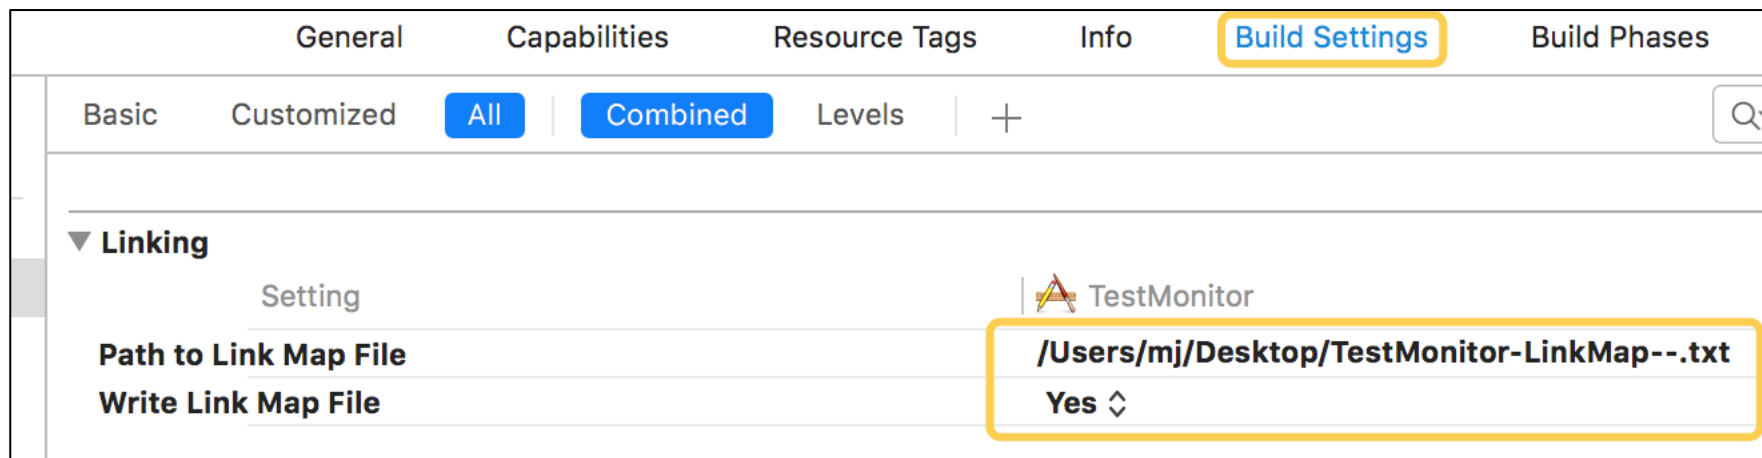 General Capabilities Resource Tags Info Build Settings Build Phases
Basic Customized All Combined Levels +
Linking
Setting TestMonitor
Path to Link Map File /Users/mj/Desktop/TestMonitor-LinkMap--.txt
Write Link Map File Yes